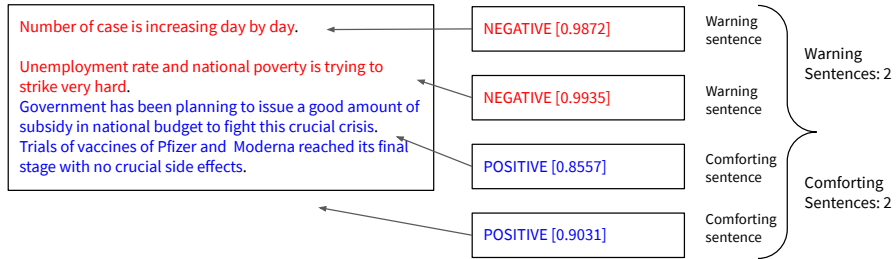 Number of case is increasing day by day.
Unemployment rate and national poverty is trying to
strike very hard.
Government has been planning to issue a good amount of
subsidy in national budget to fight this crucial crisis.
Trials of vaccines of Pfizer and Moderna reached its final
stage with no crucial side effects.
NEGATIVE [0.9872]
Warning
sentence
NEGATIVE [0.9935]
Warning
sentence
POSITIVE [0.8557]
Comforting
sentence
POSITIVE [0.9031]
Comforting
sentence
Warning
Sentences: 2
Comforting
Sentences: 2